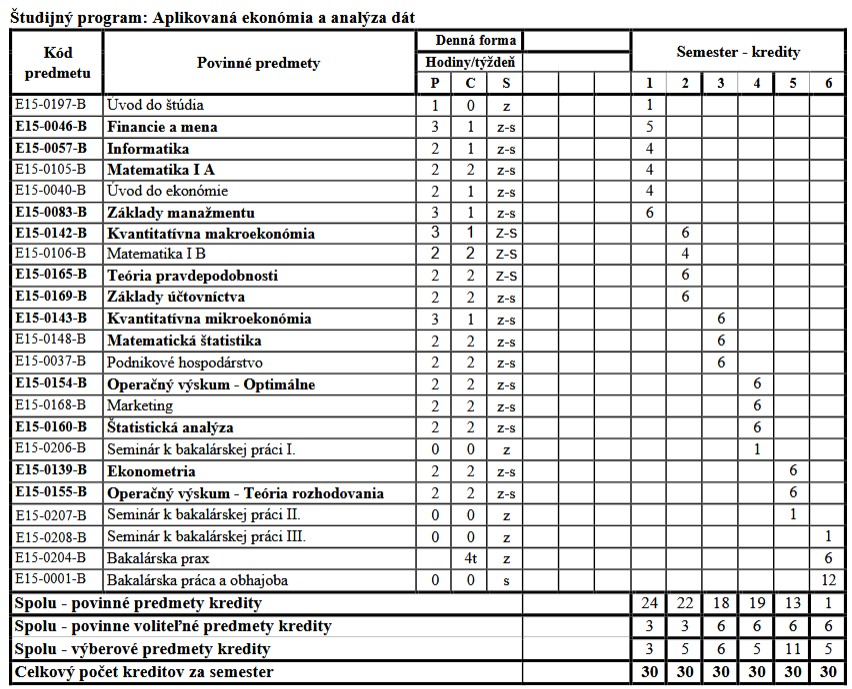 Študijný program: Aplikovaná ekonómia a analýza dát
Kód predmetu Povinné predmety Denná forma Semester - kredity
Hodiny/týždeň
P C S 1 2 3 4 5 6
E15-0197-B Úvod do štúdia 1 0 z 1
E15-0046-B Financie a mena 3 1 z-s 5
E15-0057-B Informatika 2 1 z-s 4
E15-0105-B Matematika I A 2 2 z-s 4
E15-0040-B Úvod do ekonómie 2 1 z-s 4
E15-0083-B Základy manažmentu 3 1 z-s 6
E15-0142-B Kvantitatívna makroekonómia 3 1 z-s 6
E15-0106-B Matematika I B 2 2 z-s 4
E15-0165-B Teória pravdepodobnosti 2 2 z-s 6
E15-0169-B Základy účtovníctva 2 2 z-s 6
E15-0143-B Kvantitatívna mikroekonómia 3 1 z-s 6
E15-0148-B Matematická štatistika 2 2 z-s 6
E15-0037-B Podnikové hospodárstvo 2 2 z-s 6
E15-0154-B Operačný výskum - Optimálne 2 2 z-s 6
E15-0168-B Marketing 2 2 z-s 6
E15-0160-B Štatistická analýza 2 2 z-s 6
E15-0206-B Seminár k bakalárskej práci I. 0 0 z 1
E15-0139-B Ekonometria 2 2 z-s 6
E15-0155-B Operačný výskum - Teória rozhodovania 2 2 z-s 6
E15-0207-B Seminár k bakalárskej práci II. 0 0 z 1
E15-0208-B Seminár k bakalárskej práci III. 0 0 z 1
E15-0204-B Bakalárska prax 4t z 6
E15-0001-B Bakalárska práca a obhajoba 0 0 s 12
Spolu - povinné predmety kredity 24 22 18 19 13 1
Spolu - povinne voliteľné predmety kredity 3 3 6 6 6 6
Spolu - výberové predmety kredity 3 5 6 5 11 5
Celkový počet kreditov za semester 30 30 30 30 30 30